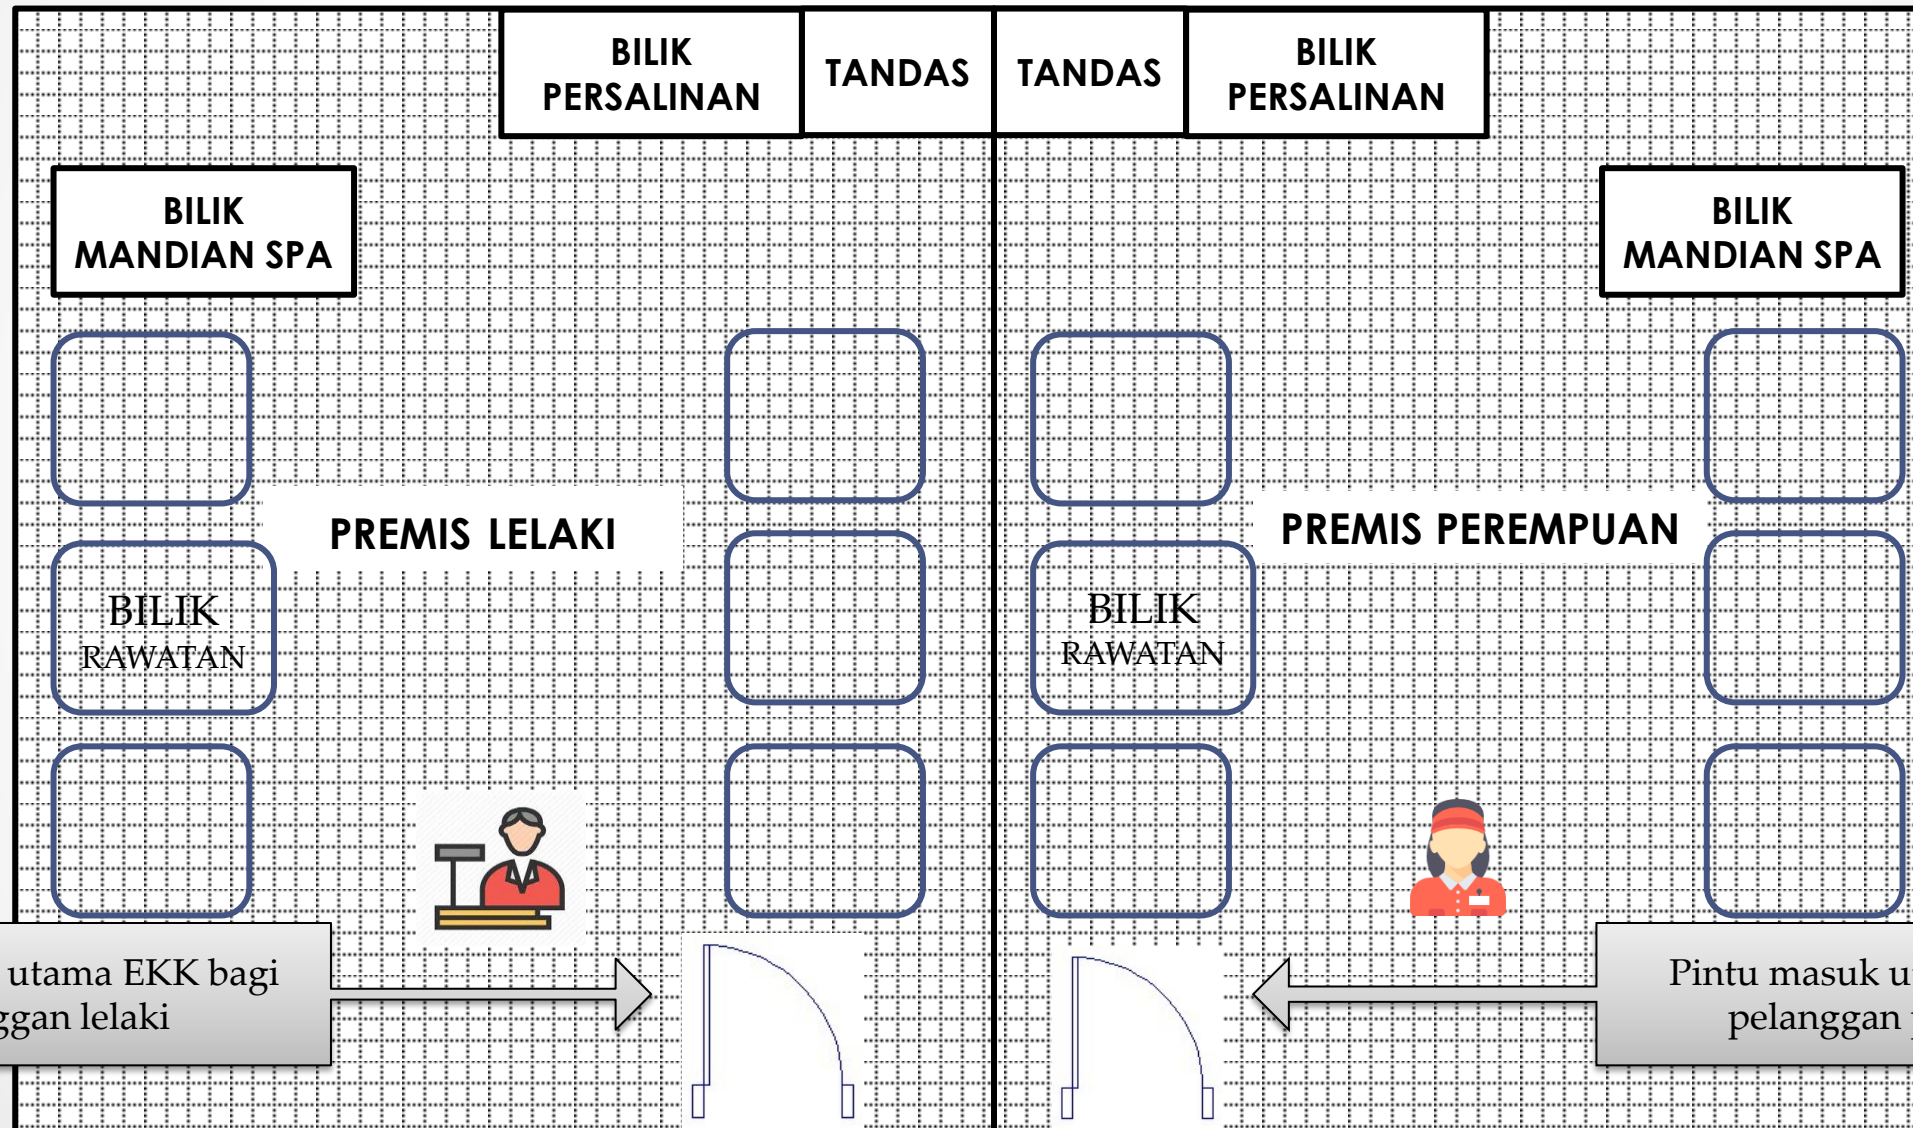 BILIK
PERSALINAN
TANDAS
TANDAS
BILIK
PERSALINAN
BILIK
MANDIAN SPA
BILIK
MANDIAN SPA
PREMIS LELAKI
PREMIS PEREMPUAN
BILIK
RAWATAN
BILIK
RAWATAN
utama EKK bagi
lelaki
Pintu masuk
pelanggan